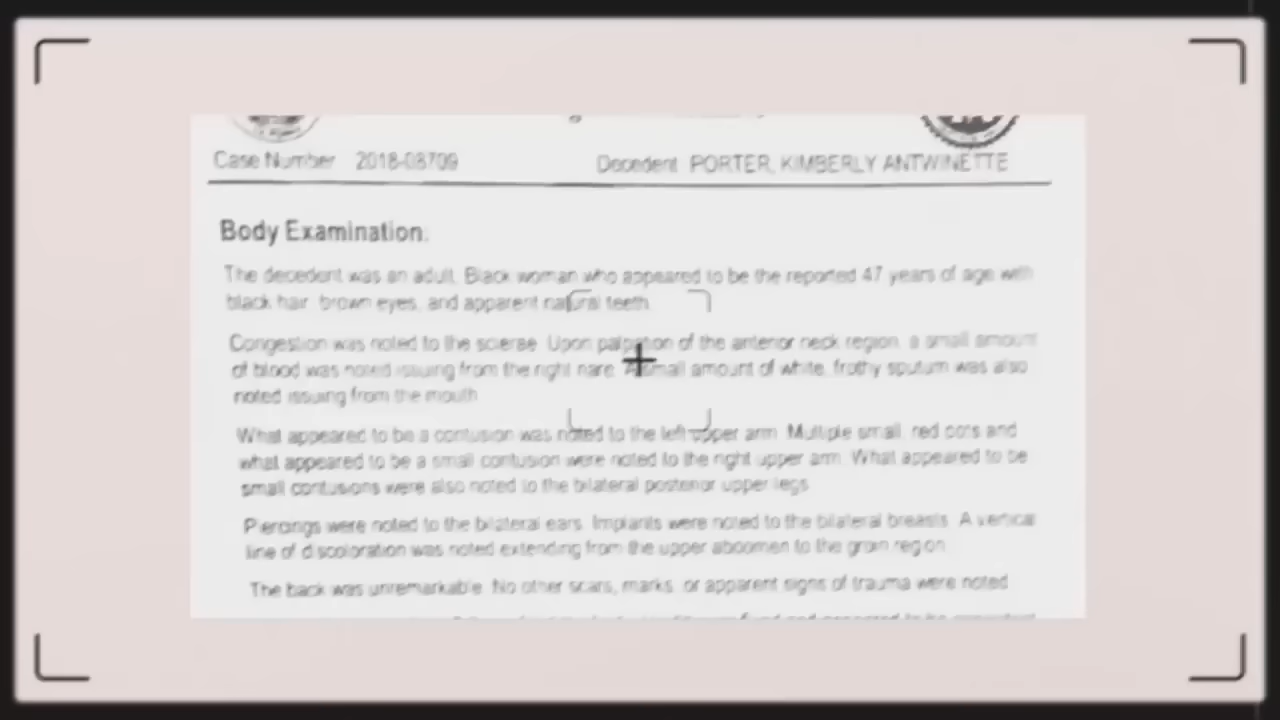 Case Number 2018-08709
Decedent PORTER, KIMBERLY ANTWINETTE
Body Examination:
The decedent was an adult, Black woman who appeared to be the reported 47 years of age with
black hair, brown eyes, and apparent natural teeth.
Congestion was noted to the sclerae. Upon palpation of the anterior neck region, a small amount
of blood was noted issuing from the right nare. A small amount of white, frothy sputum was also
noted issuing from the mouth.
What appeared to be a contusion was noted to the left upper arm. Multiple small, red dots and
what appeared to be a small contusion were noted to the right upper arm. What appeared to be
small contusions were also noted to the bilateral posterior upper legs.
Piercings were noted to the bilateral ears. Implants were noted to the bilateral breasts. A vertical
line of discoloration was noted extending from the upper abdomen to the groin region.
The back was unremarkable. No other scars, marks, or apparent signs of trauma were noted.